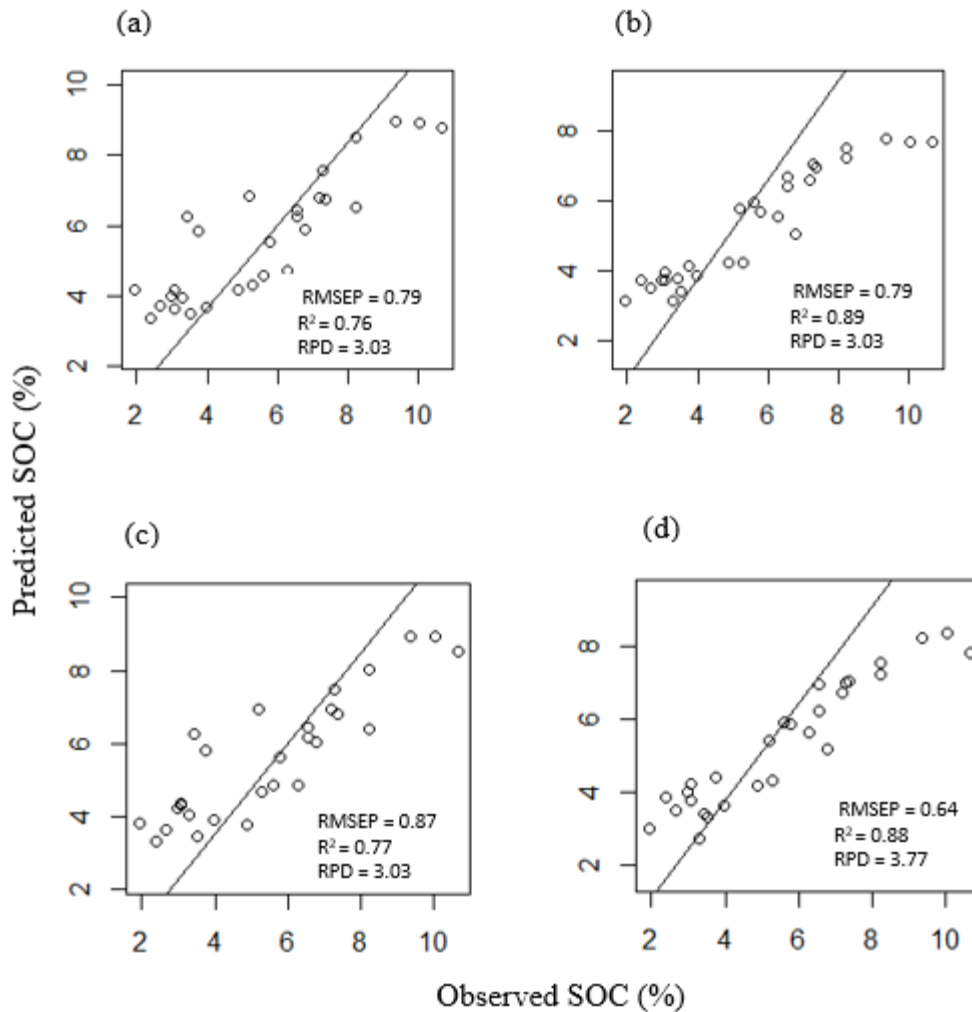 (a)
10
8
6
4
2
RMSEP = 0.79
R² = 0.76
RPD = 3.03
2 4 6 8 10
(b)
8
6
4
2
RMSEP = 0.79
R² = 0.89
RPD = 3.03
2 4 6 8 10
Predicted SOC (%)
(c)
10
8
6
4
2
RMSEP = 0.87
R² = 0.77
RPD = 3.03
2 4 6 8 10
(d)
8
6
4
2
RMSEP = 0.64
R² = 0.88
RPD = 3.77
2 4 6 8 10
Observed SOC (%)